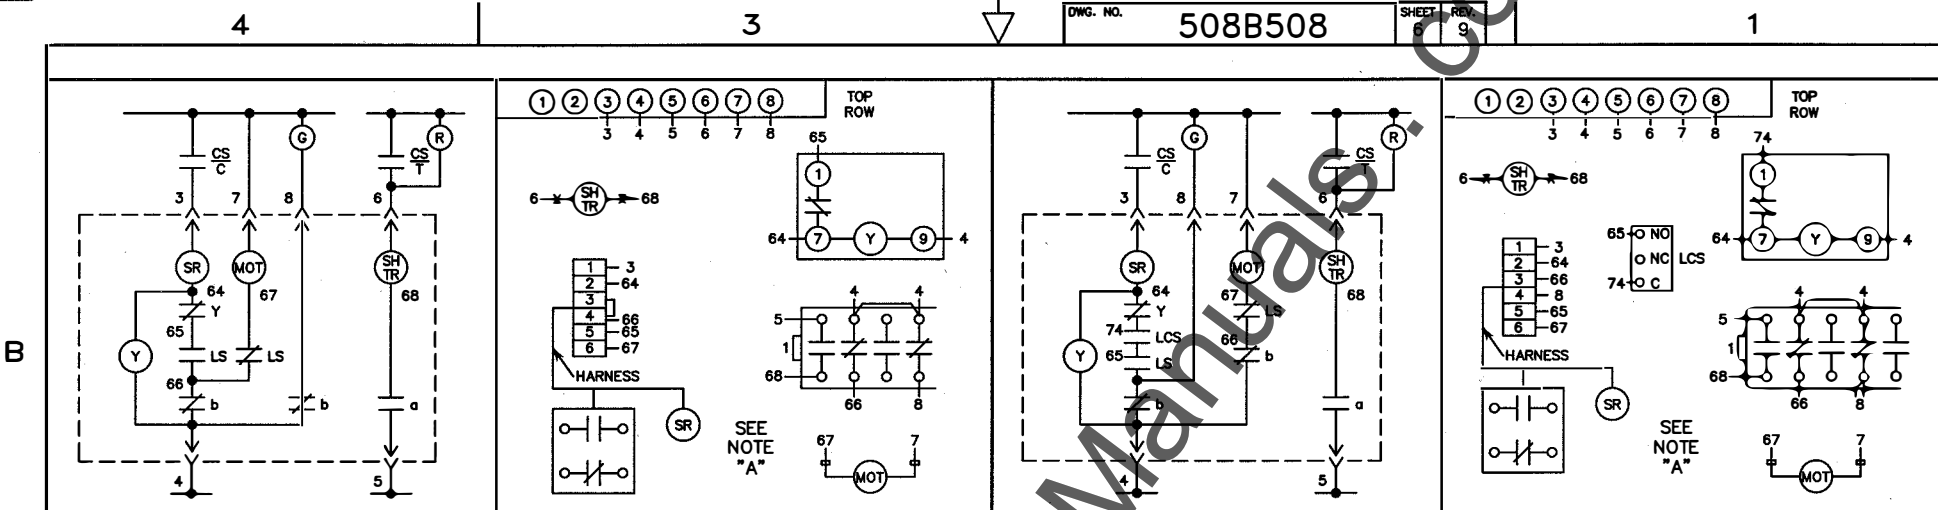 4
3
DWG. NO.
508B508
SHEET
6
REV.
9
1
B
CS
C
G
CS
T
R
3
7
8
6
SR
MOT
SH
TR
64
67
68
Y
65
Y
LS
LS
66
b
b
a
4
5
1 2 3 4 5 6 7 8
TOP
ROW
3 4 5 6 7 8
65
1
6
SH
TR
68
64
7
Y
9
4
1
3
2
64
3
4
66
5
65
6
67
HARNESS
SR
4
4
5
1
68
66
8
SEE
NOTE
"A"
67
7
MOT
CS
C
G
CS
T
R
3
8
7
6
SR
MOT
SH
TR
64
67
68
Y
LS
74
LCS
66
Y
65
LS
b
b
a
4
5
1 2 3 4 5 6 7 8
TOP
ROW
3 4 5 6 7 8
74
1
6
SH
TR
68
65
NO
NC
LCS
74
C
64
7
Y
9
4
1
3
2
64
3
66
4
8
5
65
6
67
HARNESS
SR
4
4
5
1
68
66
8
SEE
NOTE
"A"
67
7
MOT
Manuals.co